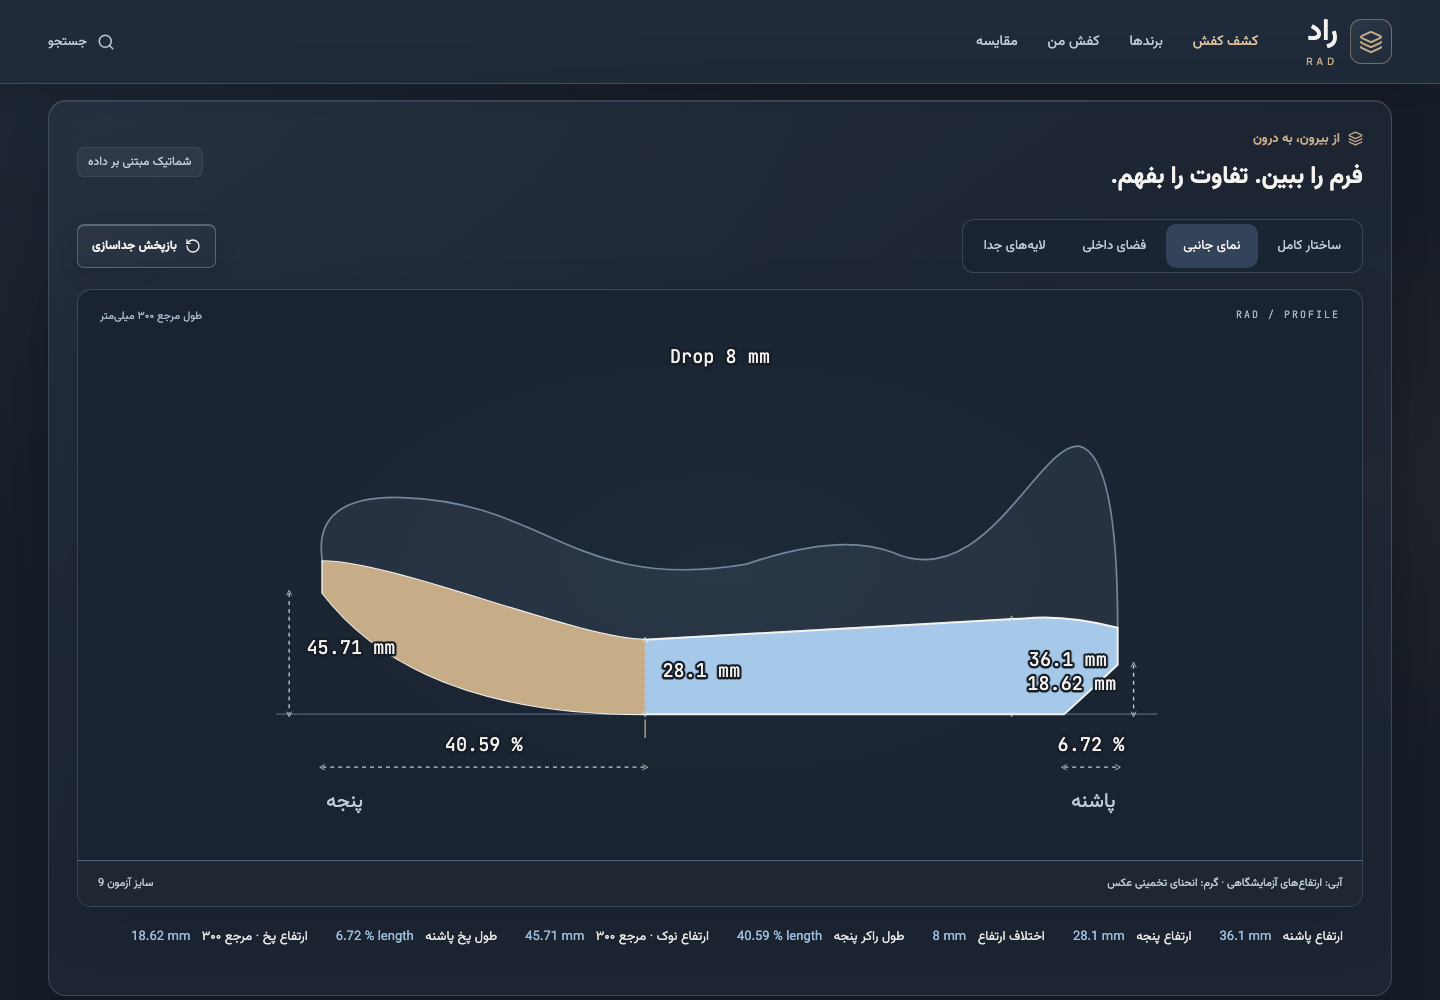 راد
RAD
کشف کفش
برندها
کفش من
مقایسه
جستجو
از بیرون، به درون
فرم را ببین. تفاوت را بفهم.
شماتیک مبتنی بر داده
ساختار کامل
نمای جانبی
فضای داخلی
لایه‌های جدا
بازپخش جداسازی
RAD / PROFILE
طول مرجع ۳۰۰ میلی‌متر
Drop 8 mm
45.71 mm
28.1 mm
36.1 mm
18.62 mm
40.59 %
6.72 %
پنجه
پاشنه
آبی: ارتفاع‌های آزمایشگاهی · گرم: انحنای تخمینی عکس
سایز آزمون 9
ارتفاع پاشنه 36.1 mm
ارتفاع پنجه 28.1 mm
اختلاف ارتفاع 8 mm
طول راکر پنجه 40.59 % length
ارتفاع نوک · مرجع ۳۰۰ 45.71 mm
طول پخ پاشنه 6.72 % length
ارتفاع پخ · مرجع ۳۰۰ 18.62 mm